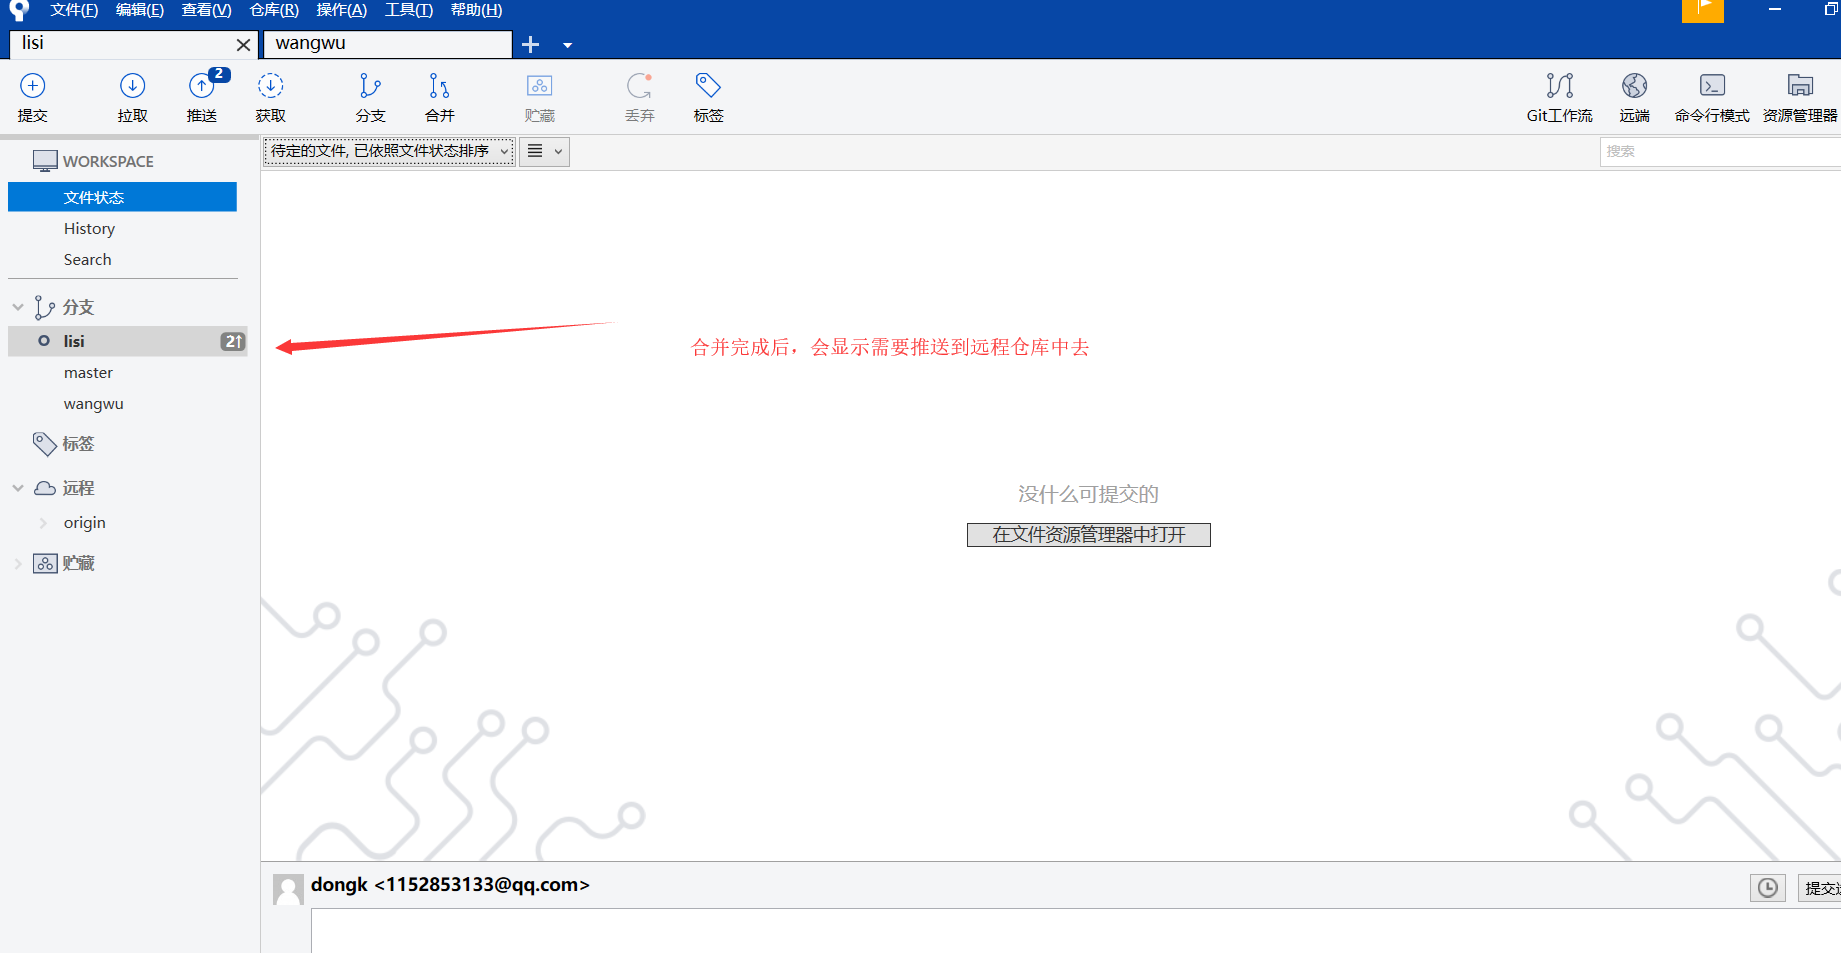 文件(F) 编辑(E) 查看(V) 仓库(R) 操作(A) 工具(T) 帮助(H)
lisi wangwu
2
提交 拉取 推送 获取 分支 合并 贮藏 丢弃 标签 Git工作流 远端 命令行模式 资源管理器
待定的文件, 已依照文件状态排序 搜索
WORKSPACE
文件状态
History
Search
分支
lisi 2↑
合并完成后，会显示需要推送到远程仓库中去
master
wangwu
标签
远程
origin
贮藏
没什么可提交的
在文件资源管理器中打开
dongk <1152853133@qq.com>
提交